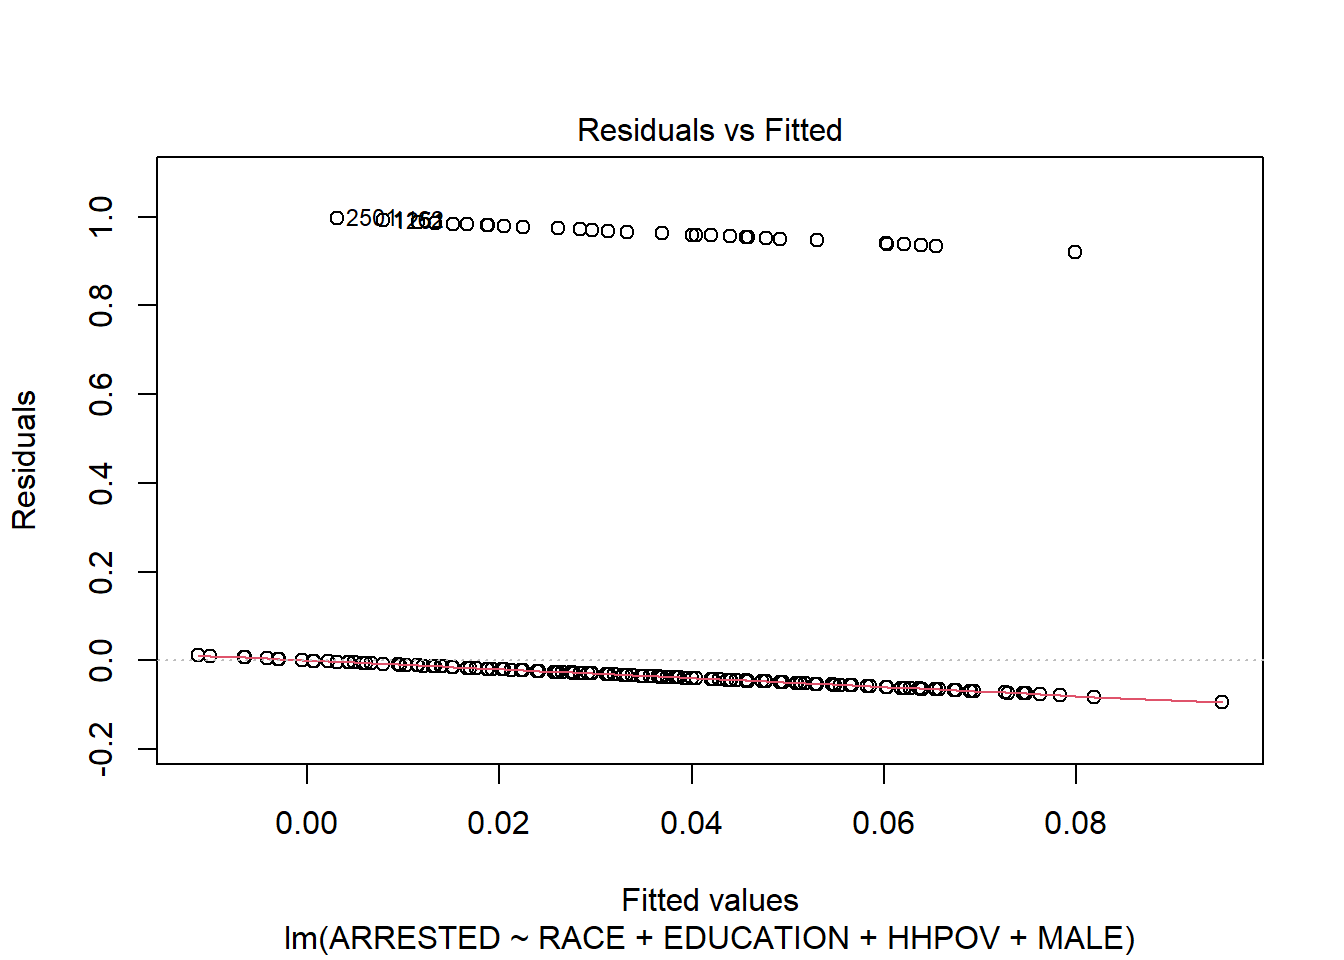 Residuals vs Fitted
Residuals
1.0
0.8
0.6
0.4
0.2
0.0
-0.2
2501
0.00 0.02 0.04 0.06 0.08
Fitted values
lm(ARRESTED ~ RACE + EDUCATION + HHPOV + MALE)